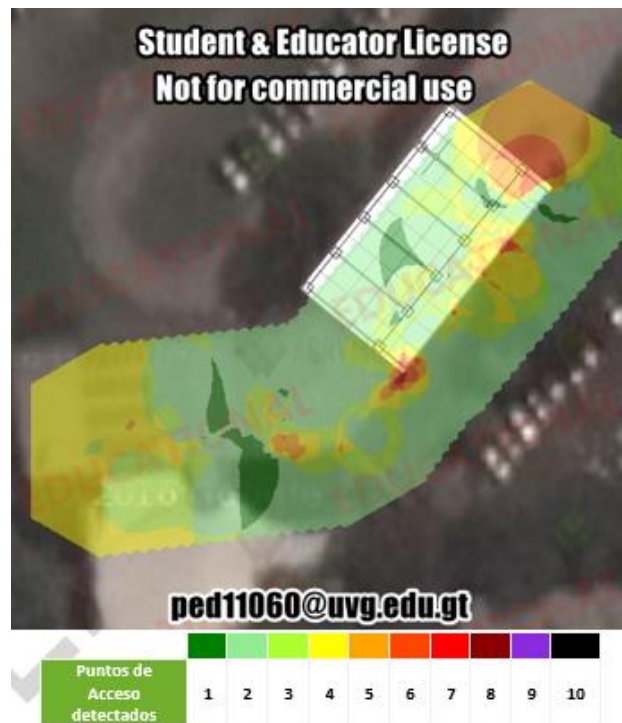 Student & Educator License
Not for commercial use
ped11060@uvg.edu.gt
Puntos de
Acceso
detectados
1 2 3 4 5 6 7 8 9 10